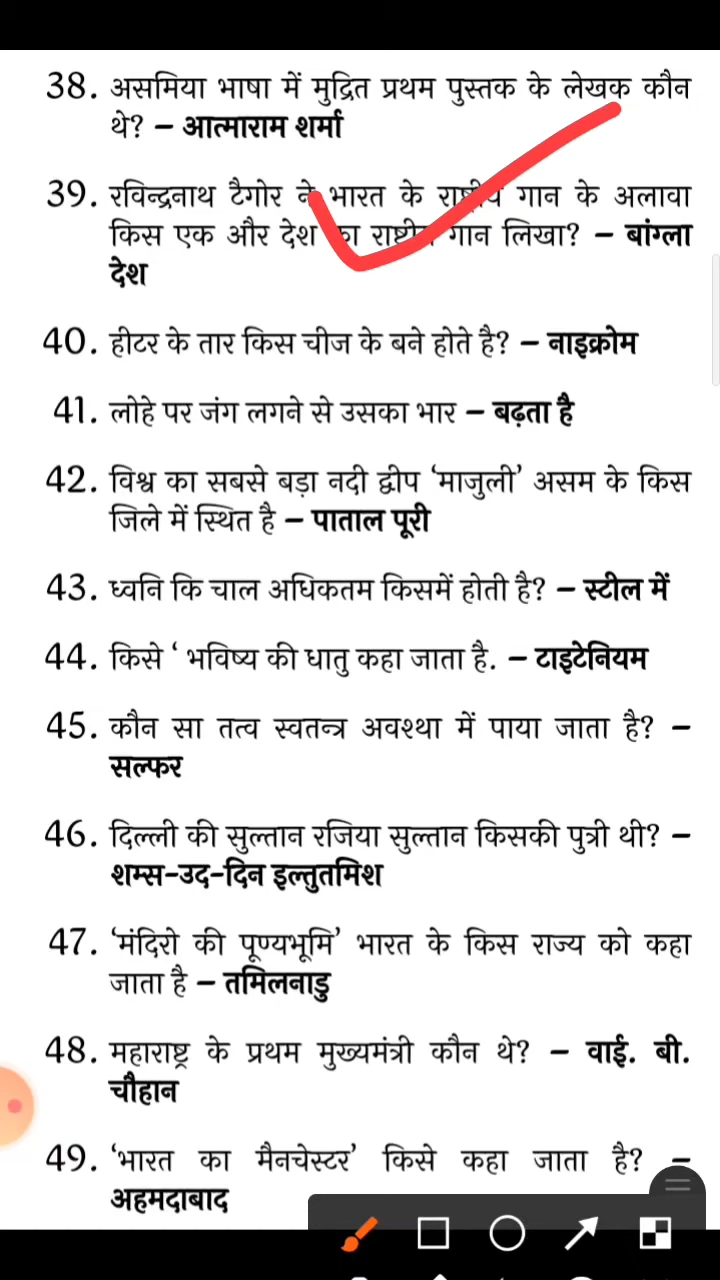 38. असमिया भाषा में मुद्रित प्रथम पुस्तक के लेखक कौन
थे? – आत्माराम शर्मा
39. रविन्द्रनाथ टैगोर ने भारत के राष्ट्रीय गान के अलावा
किस एक और देश का राष्ट्रीय गान लिखा? – बांग्ला
देश
40. हीटर के तार किस चीज के बने होते है? – नाइक्रोम
41. लोहे पर जंग लगने से उसका भार – बढ़ता है
42. विश्व का सबसे बड़ा नदी द्वीप ‘माजुली’ असम के किस
जिले में स्थित है – पाताल पूरी
43. ध्वनि कि चाल अधिकतम किसमें होती है? – स्टील में
44. किसे ‘ भविष्य की धातु कहा जाता है. – टाइटेनियम
45. कौन सा तत्व स्वतन्त्र अवश्था में पाया जाता है? –
सल्फर
46. दिल्ली की सुल्तान रजिया सुल्तान किसकी पुत्री थी? –
शम्स-उद-दिन इल्तुतमिश
47. ‘मंदिरो की पूण्यभूमि’ भारत के किस राज्य को कहा
जाता है – तमिलनाडु
48. महाराष्ट्र के प्रथम मुख्यमंत्री कौन थे? – वाई. बी.
चौहान
49. ‘भारत का मैनचेस्टर’ किसे कहा जाता है? –
अहमदाबाद